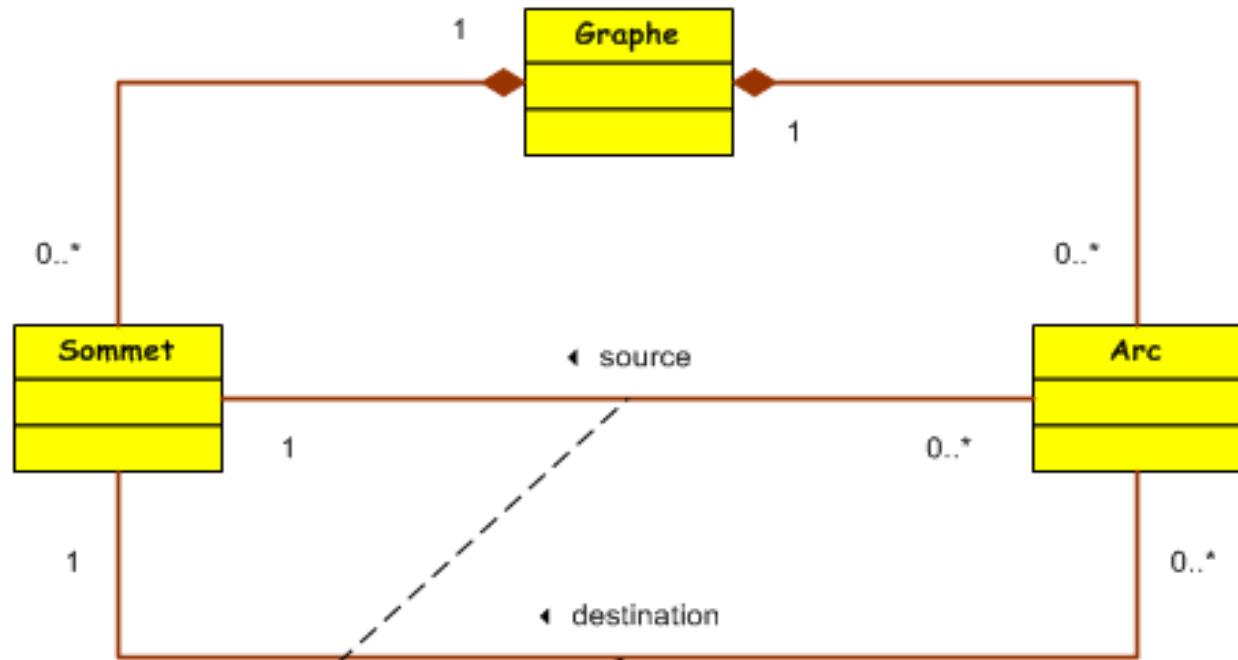 1
Graphe
1
0..*
0..*
Sommet
◄ source
Arc
1
0..*
1
0..*
◄ destination